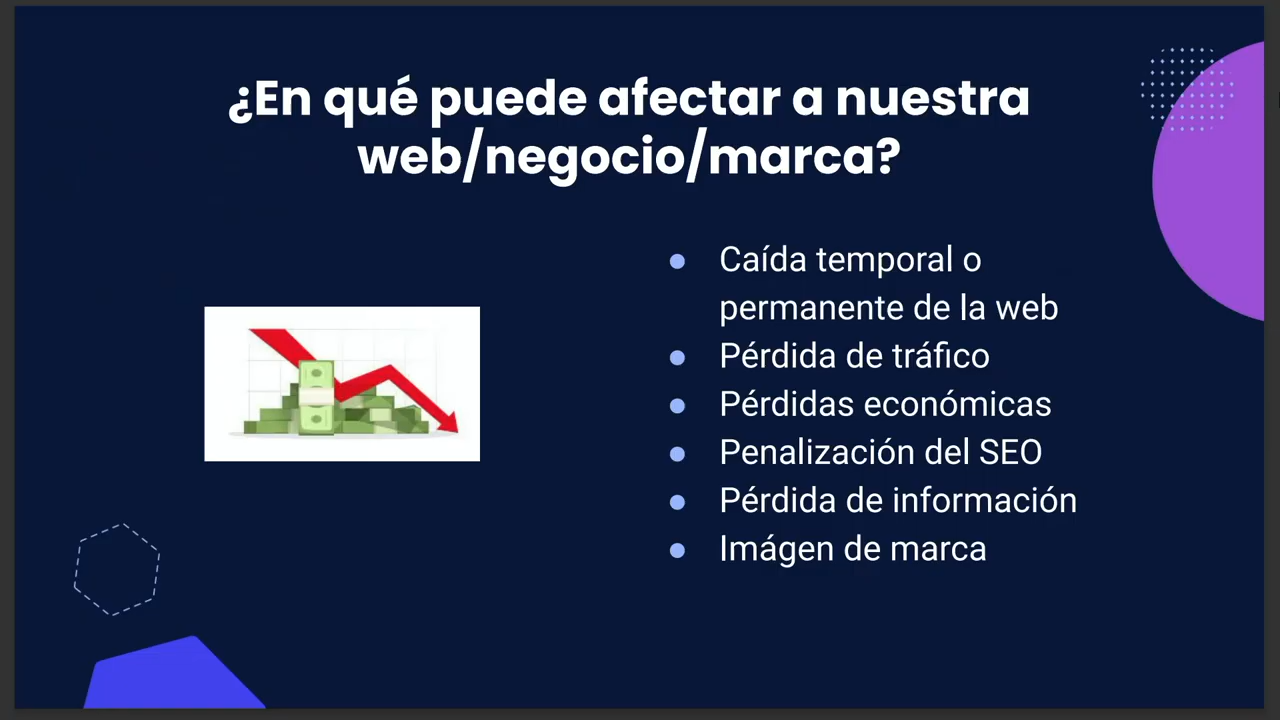 ¿En qué puede afectar a nuestra
web/negocio/marca?
● Caída temporal o
permanente de la web
● Pérdida de tráfico
● Pérdidas económicas
● Penalización del SEO
● Pérdida de información
● Imágen de marca